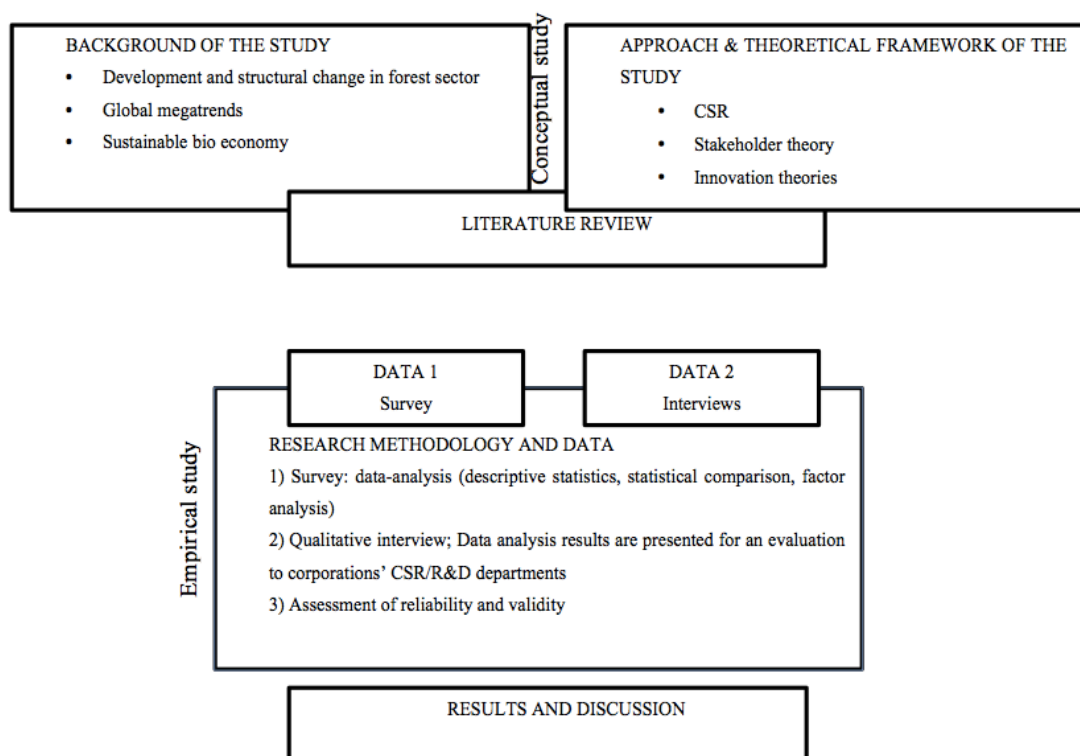 BACKGROUND OF THE STUDY
• Development and structural change in forest sector
• Global megatrends
• Sustainable bio economy
Conceptual study
APPROACH & THEORETICAL FRAMEWORK OF THE
STUDY
• CSR
• Stakeholder theory
• Innovation theories
LITERATURE REVIEW
DATA 1
Survey
DATA 2
Interviews
Empirical study
RESEARCH METHODOLOGY AND DATA
1) Survey: data-analysis (descriptive statistics, statistical comparison, factor
analysis)
2) Qualitative interview; Data analysis results are presented for an evaluation
to corporations’ CSR/R&D departments
3) Assessment of reliability and validity
RESULTS AND DISCUSSION